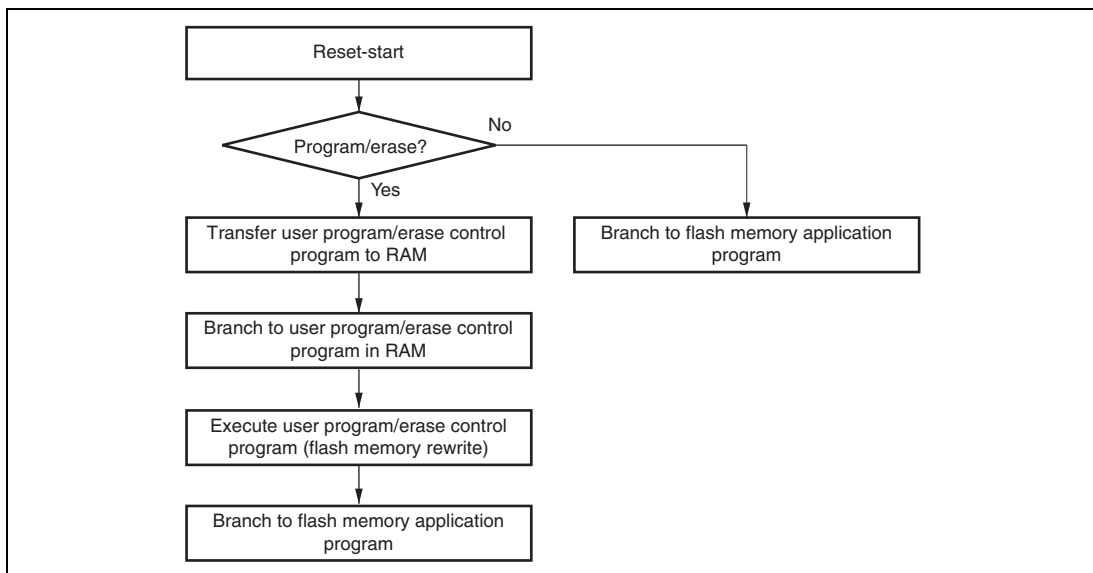 Reset-start
No
Program/erase?
Yes
Transfer user program/erase control
program to RAM
Branch to flash memory application
program
Branch to user program/erase control
program in RAM
Execute user program/erase control
program (flash memory rewrite)
Branch to flash memory application
program